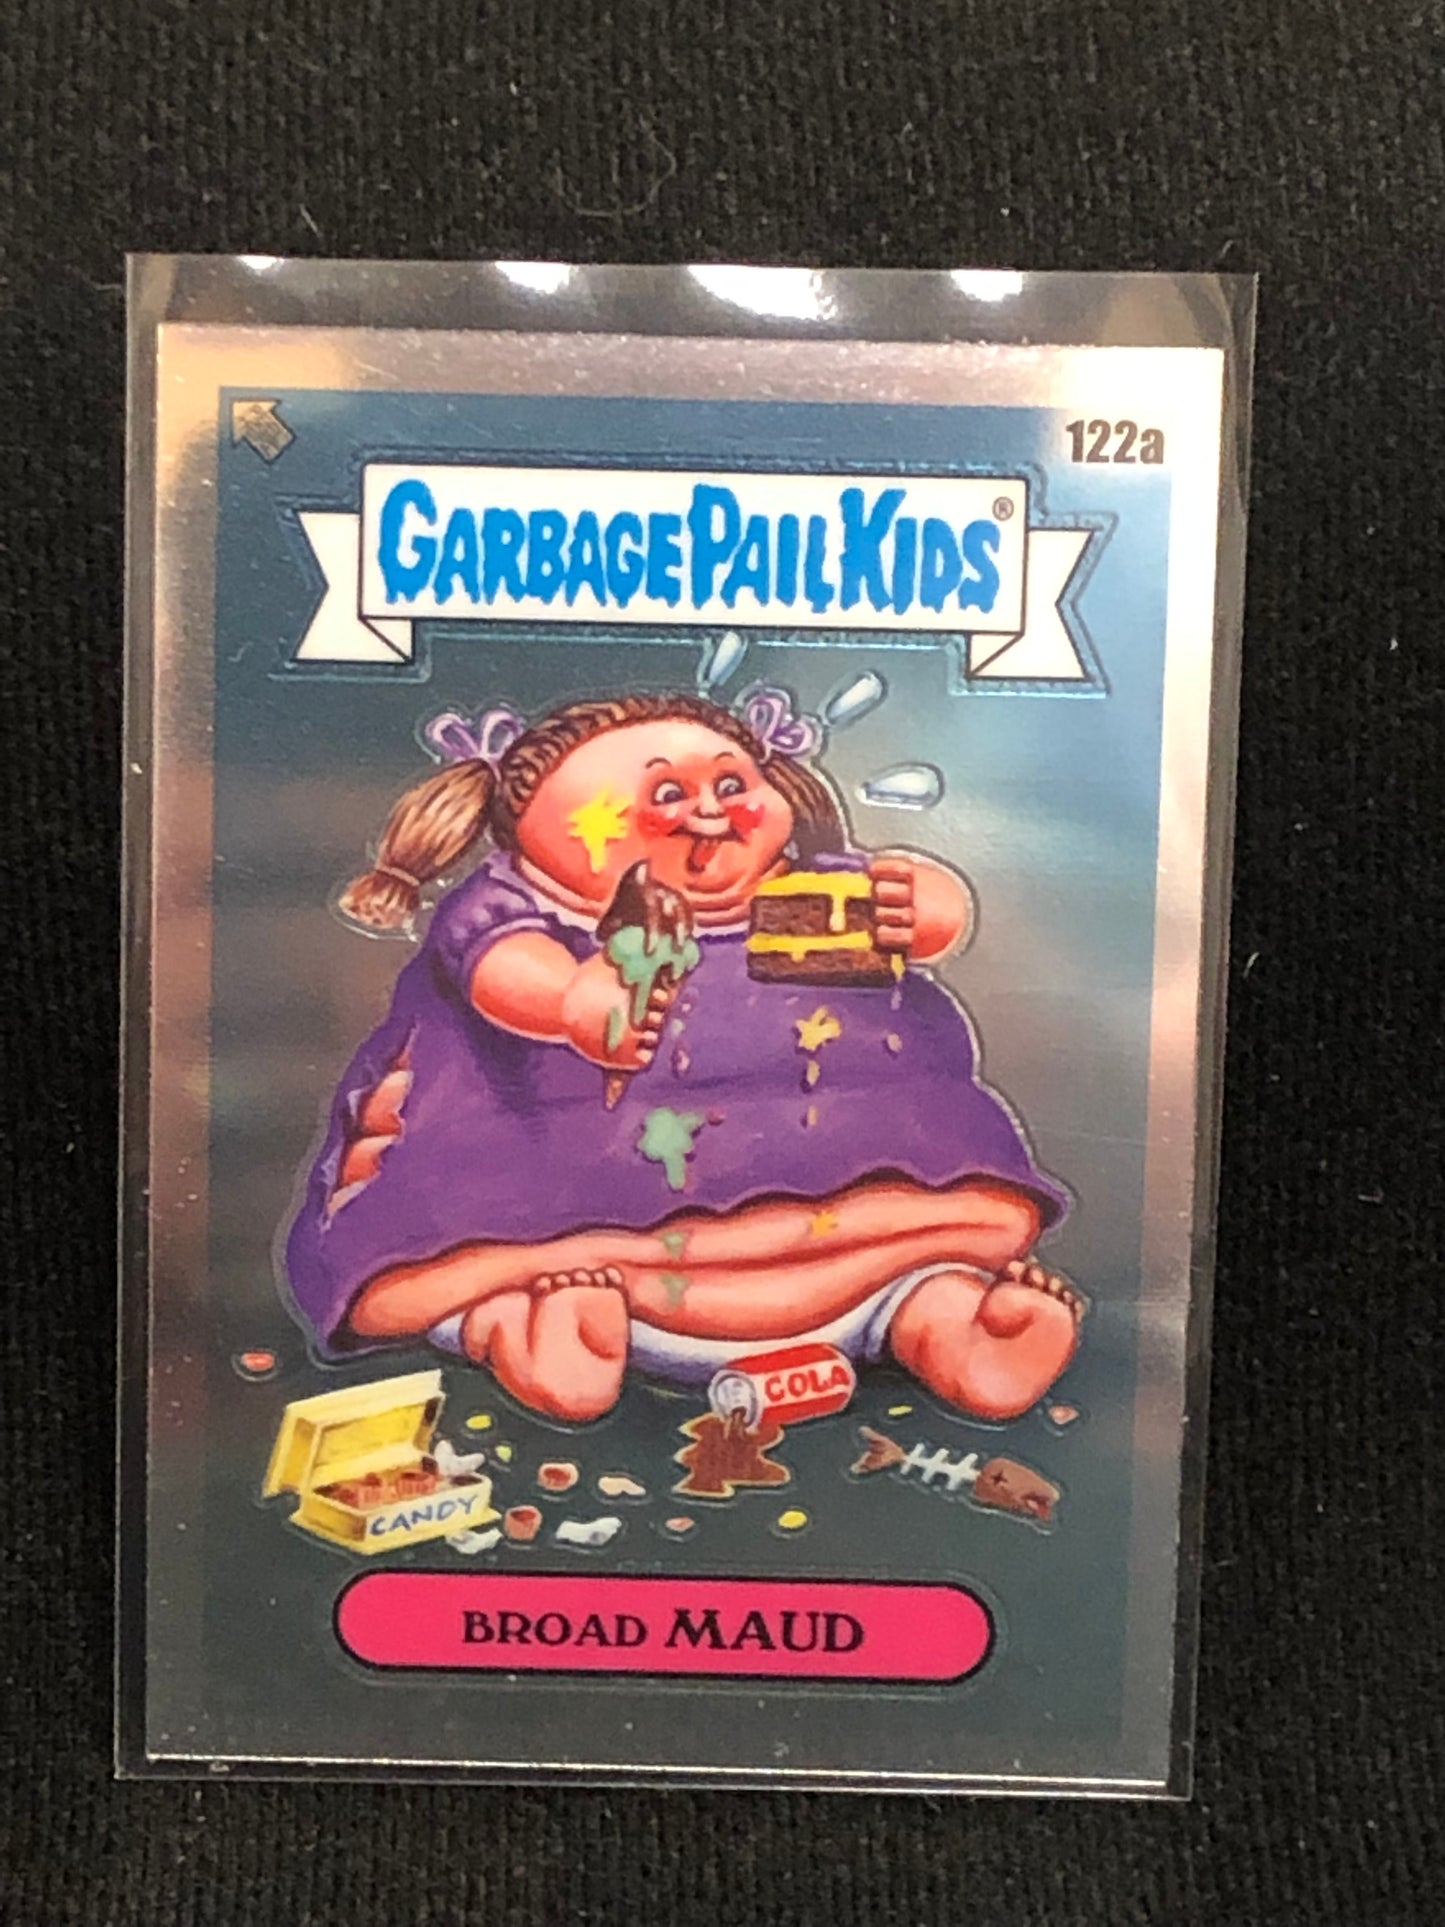 122a
GARBAGE PAIL KIDS®
COLA
CANDY
BROAD MAUD